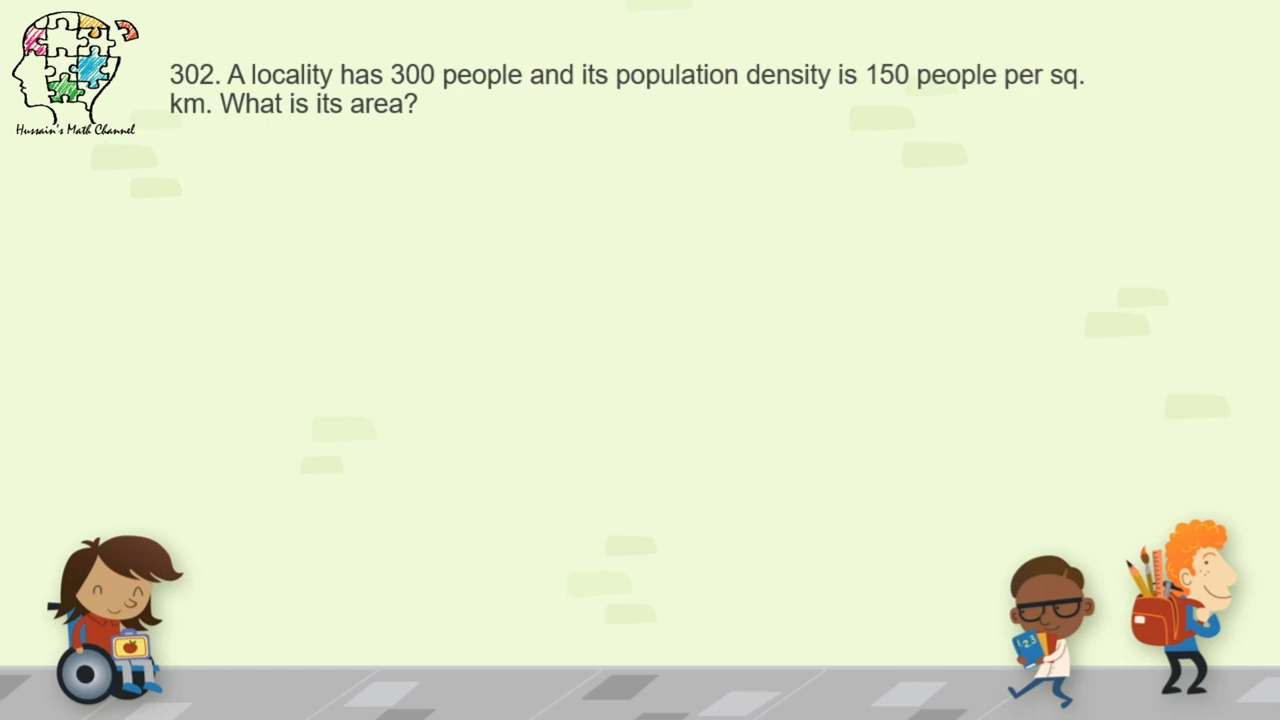 302. A locality has 300 people and its population density is 150 people per sq.
km. What is its area?
Hussain's Math Channel
123